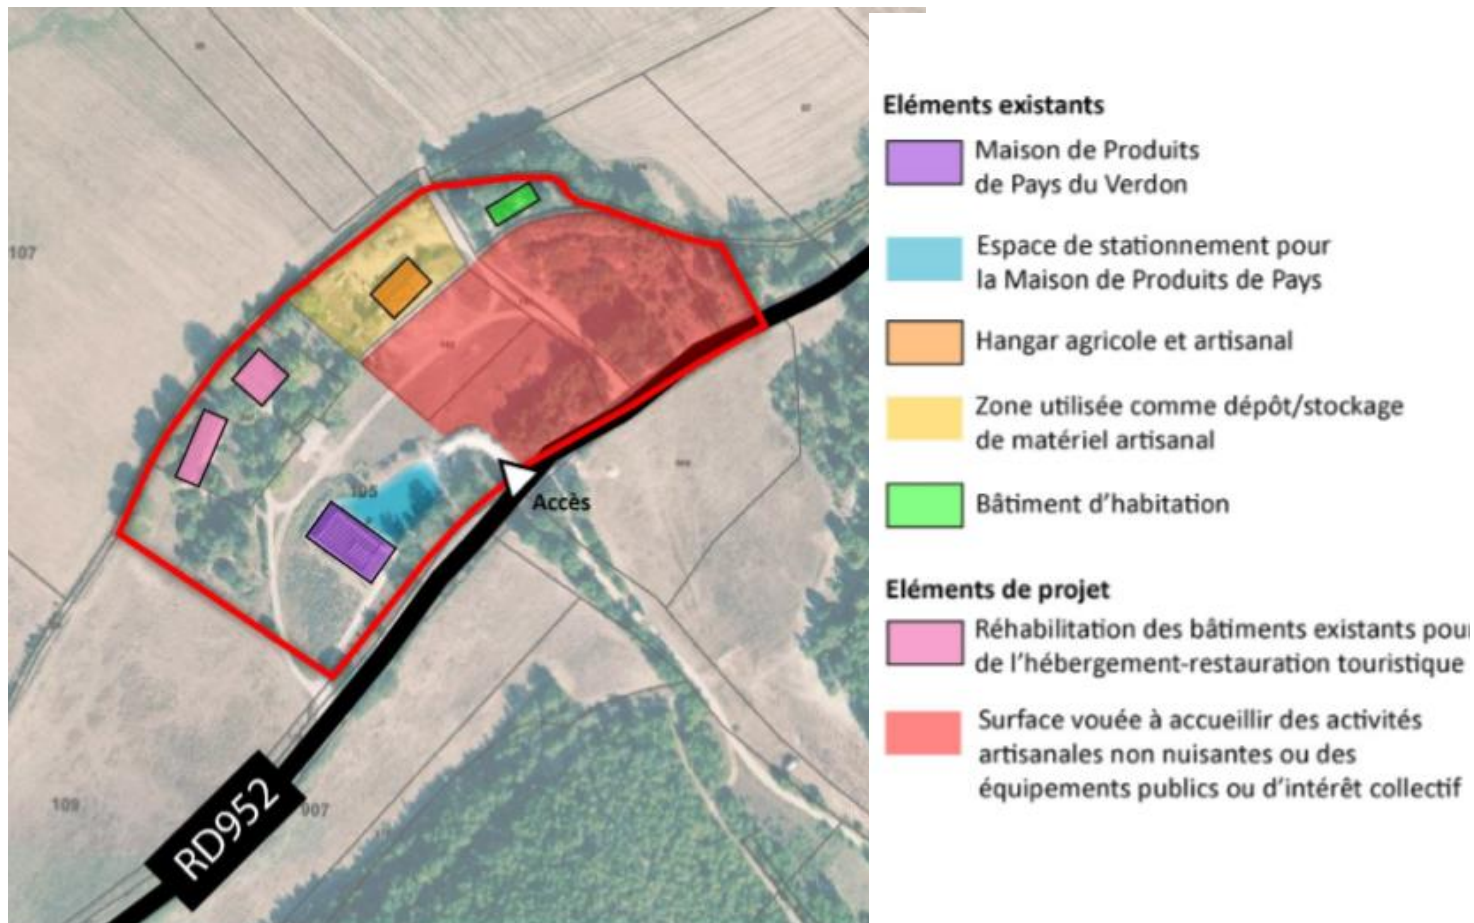 107
105
Accès
RD952
109
007
Eléments existants
Maison de Produits
de Pays du Verdon
Espace de stationnement pour
la Maison de Produits de Pays
Hangar agricole et artisanal
Zone utilisée comme dépôt/stockage
de matériel artisanal
Bâtiment d'habitation
Eléments de projet
Réhabilitation des bâtiments existants pour
de l'hébergement-restauration touristique
Surface vouée à accueillir des activités
artisanales non nuisantes ou des
équipements publics ou d'intérêt collectif